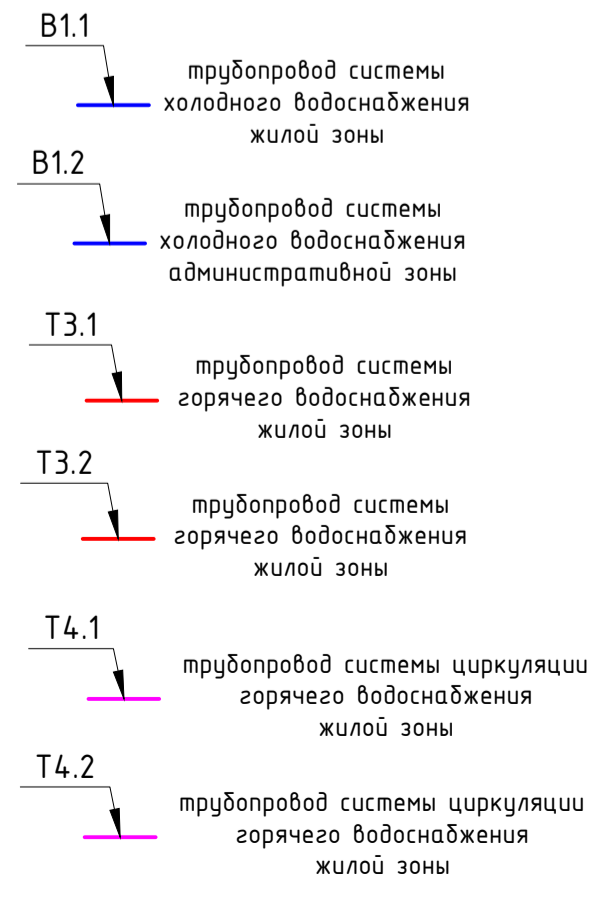 В1.1
трубопровод системы
холодного водоснабжения
жилой зоны
В1.2
трубопровод системы
холодного водоснабжения
административной зоны
Т3.1
трубопровод системы
горячего водоснабжения
жилой зоны
Т3.2
трубопровод системы
горячего водоснабжения
жилой зоны
Т4.1
трубопровод системы циркуляции
горячего водоснабжения
жилой зоны
Т4.2
трубопровод системы циркуляции
горячего водоснабжения
жилой зоны